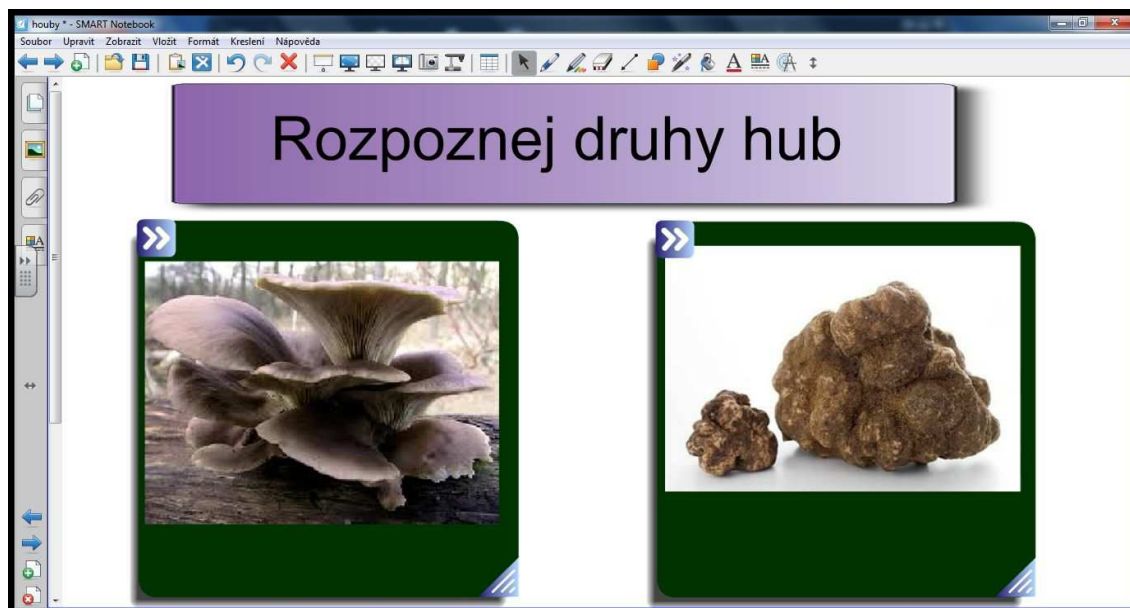 houby * - SMART Notebook
Soubor Upravit Zobrazit Vložit Formát Kreslení Nápověda
Rozpoznej druhy hub